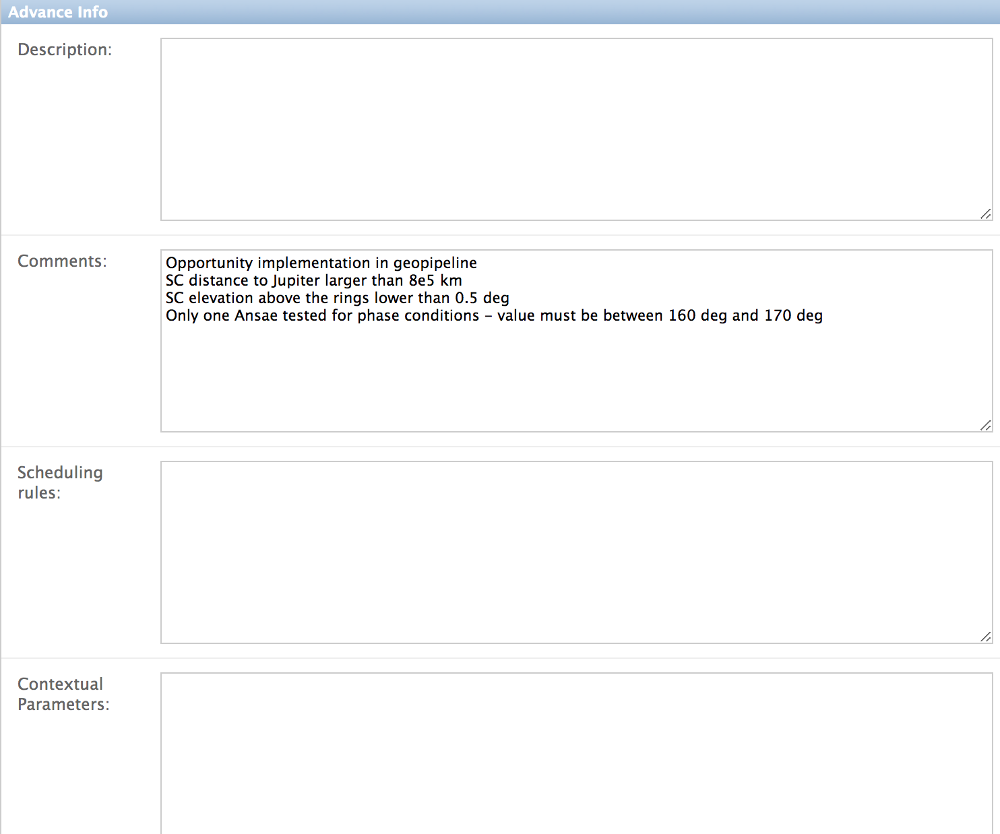 Advance Info
Description:
Comments:
Opportunity implementation in geopipeline
SC distance to Jupiter larger than 8e5 km
SC elevation above the rings lower than 0.5 deg
Only one Ansae tested for phase conditions – value must be between 160 deg and 170 deg
Scheduling
rules:
Contextual
Parameters: